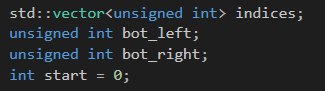 std::vector<unsigned int> indices;
unsigned int bot_left;
unsigned int bot_right;
int start = 0;